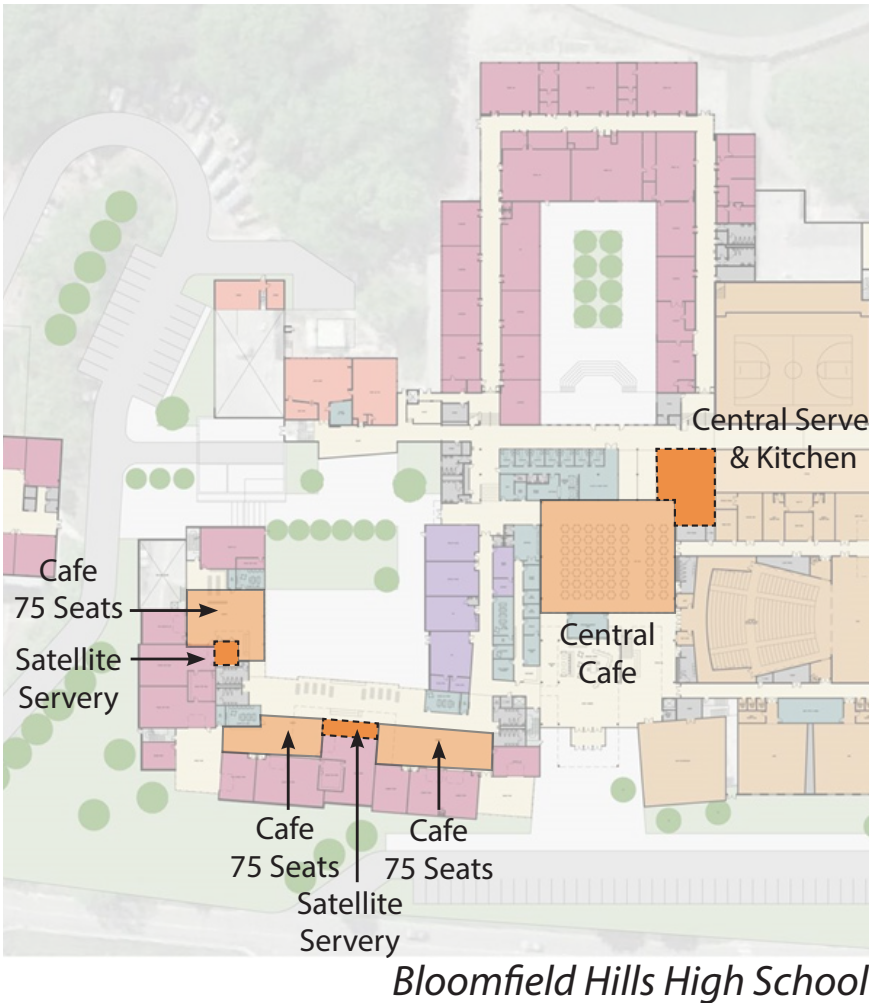 Central Serve
& Kitchen
Cafe
75 Seats
Satellite
Servery
Central
Cafe
Cafe
75 Seats
Cafe
75 Seats
Satellite
Servery
Bloomfield Hills High School